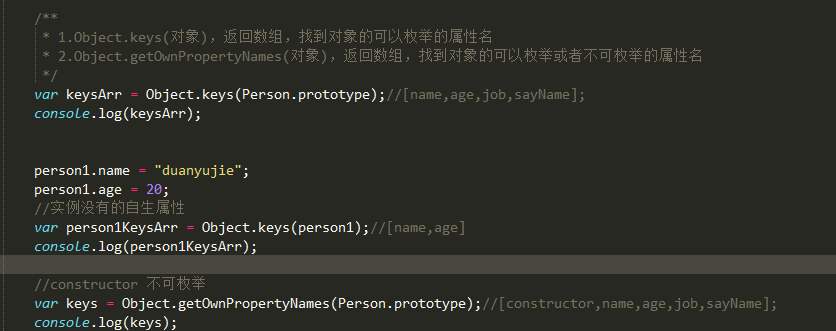 /**
* 1.Object.keys(对象)，返回数组，找到对象的可以枚举的属性名
* 2.Object.getOwnPropertyNames(对象)，返回数组，找到对象的可以枚举或者不可枚举的属性名
*/
var keysArr = Object.keys(Person.prototype);//[name,age,job,sayName];
console.log(keysArr);
person1.name = "duanyujie";
person1.age = 20;
//实例没有的自生属性
var person1KeysArr = Object.keys(person1);//[name,age]
console.log(person1KeysArr);
//constructor 不可枚举
var keys = Object.getOwnPropertyNames(Person.prototype);//[constructor,name,age,job,sayName];
console.log(keys);